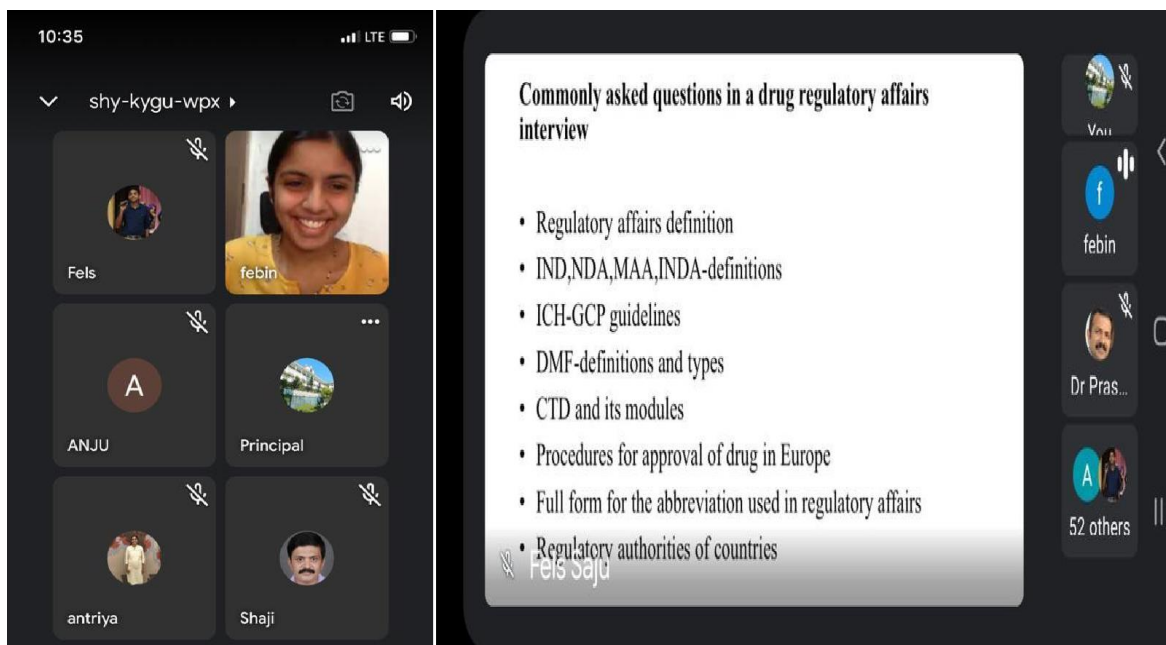 10:35
LTE
shy-kygu-wpx
Fels
febin
A
ANJU
Principal
antriya
Shaji
Commonly asked questions in a drug regulatory affairs
interview
• Regulatory affairs definition
• IND,NDA,MAA,INDA-definitions
• ICH-GCP guidelines
• DMF-definitions and types
• CTD and its modules
• Procedures for approval of drug in Europe
• Full form for the abbreviation used in regulatory affairs
• Regulatory authorities of countries
Fels Saju
You
f
febin
Dr Pras...
A
52 others